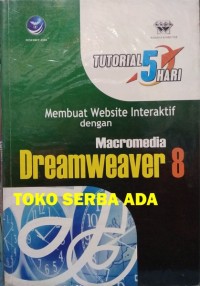 TUTORIAL 5 HARI
Membuat Website Interaktif
dengan
Macromedia
Dreamweaver 8
TOKO SERBA ADA